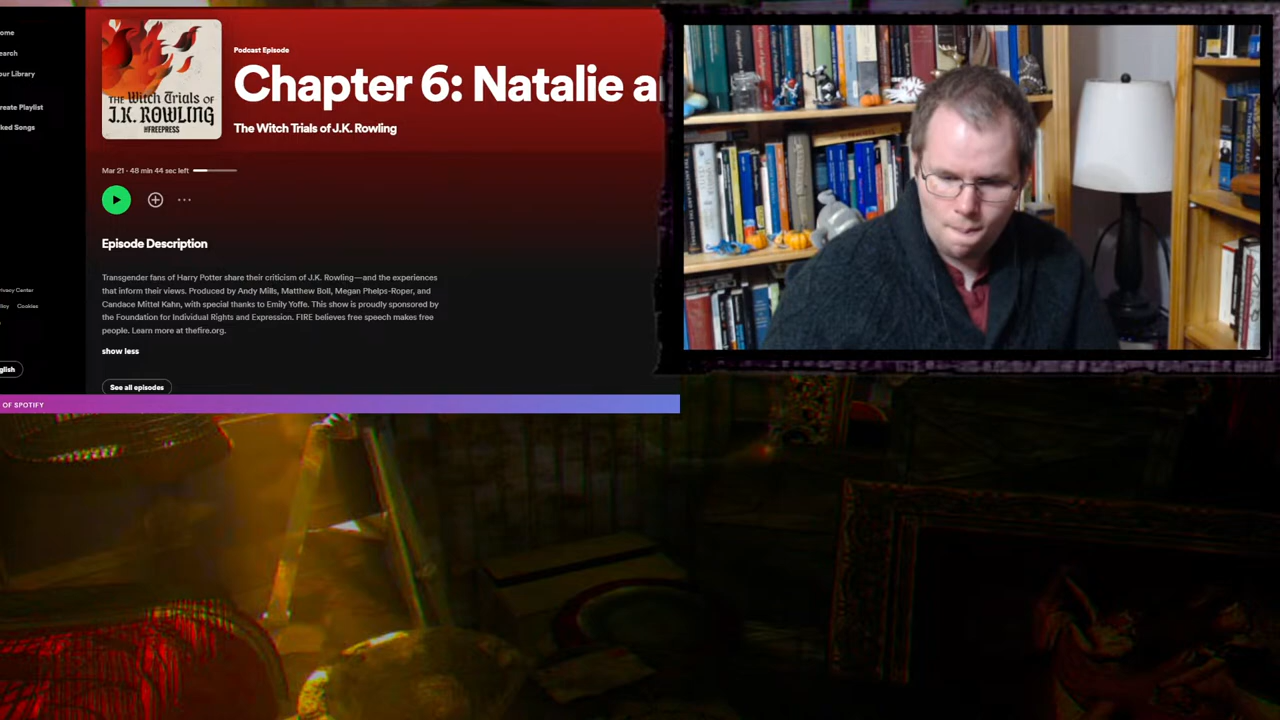 ome
earch
our Library
reate Playlist
ked Songs
rivacy Center
licy Cookies
glish
OF SPOTIFY
THE WITCH TRIALS OF
J.K. ROWLING
#FREEPRESS
Podcast Episode
Chapter 6: Natalie a
The Witch Trials of J.K. Rowling
Mar 21 · 48 min 44 sec left
Episode Description
Transgender fans of Harry Potter share their criticism of J.K. Rowling—and the experiences
that inform their views. Produced by Andy Mills, Matthew Boll, Megan Phelps-Roper, and
Candace Mittel Kahn, with special thanks to Emily Yoffe. This show is proudly sponsored by
the Foundation for Individual Rights and Expression. FIRE believes free speech makes free
people. Learn more at thefire.org.
show less
See all episodes